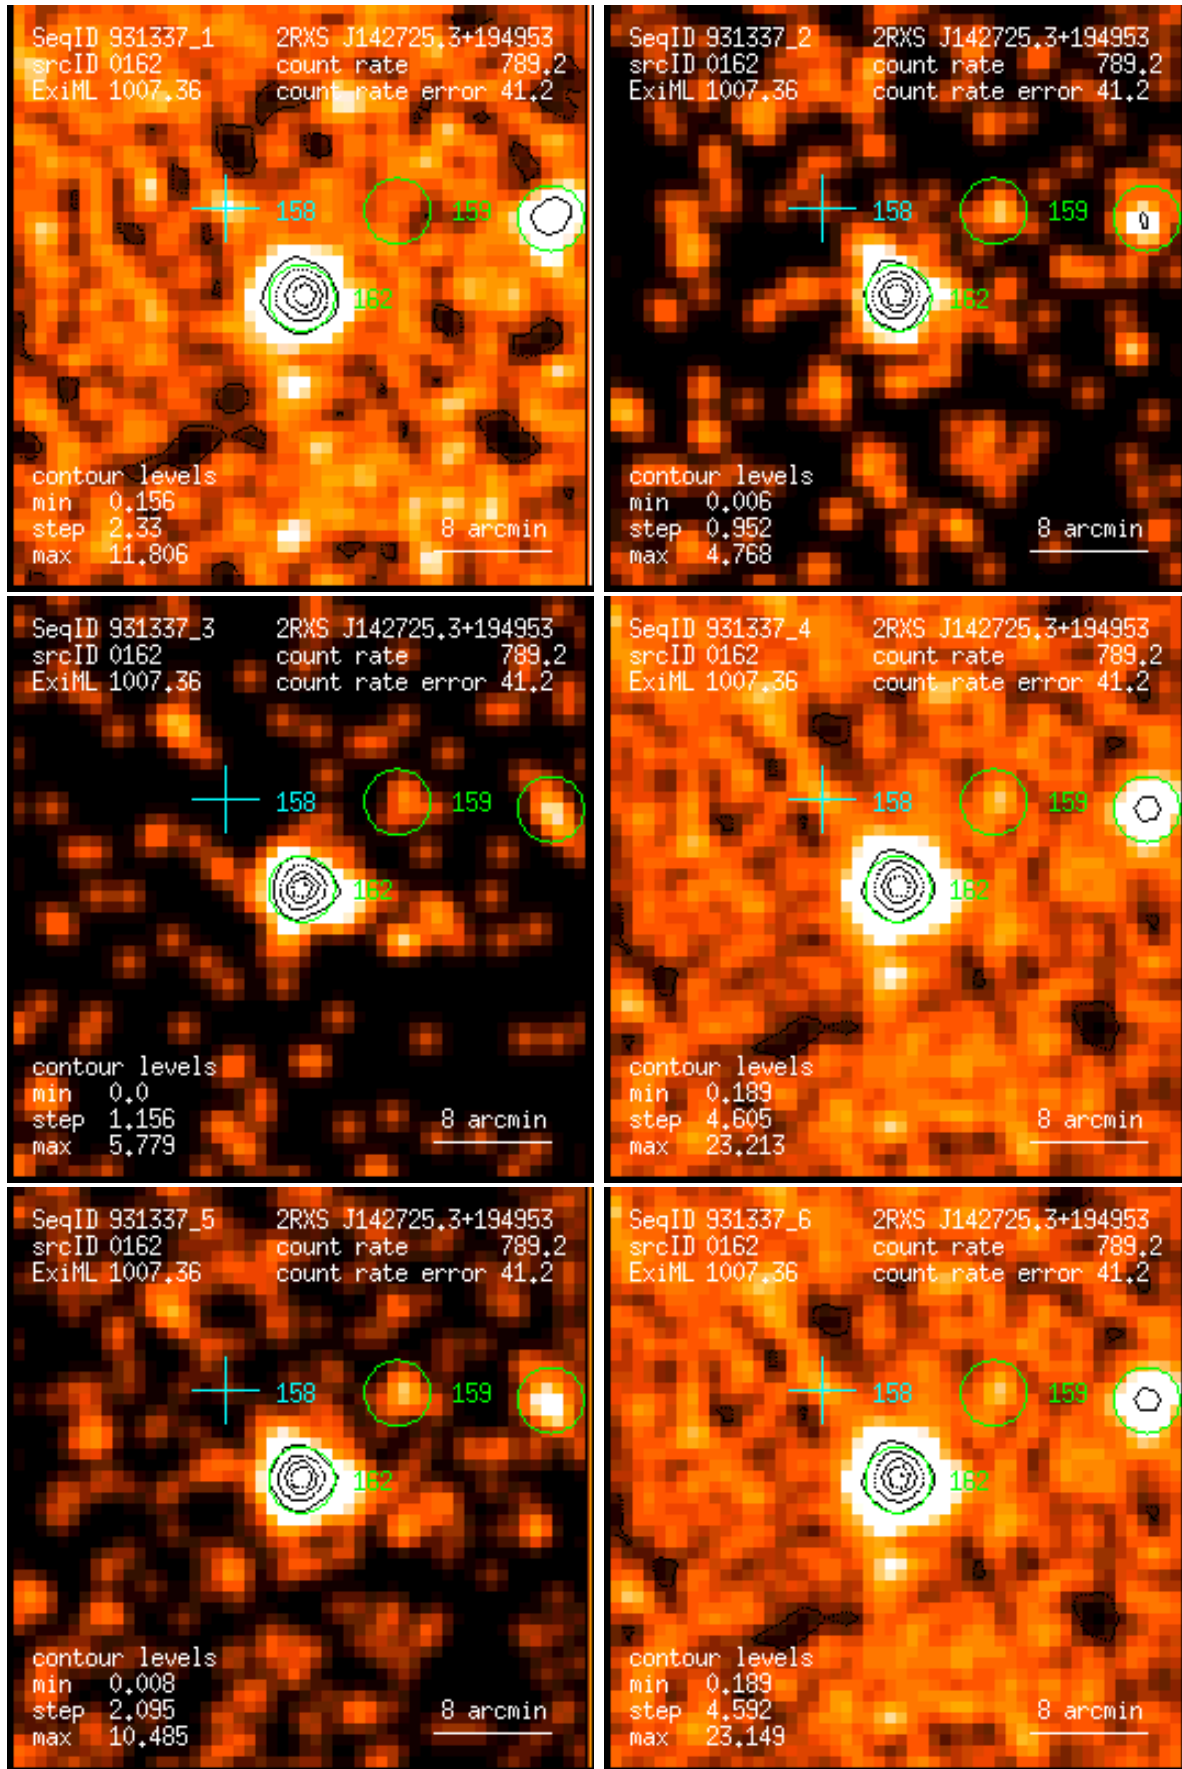 SeqID 931337_1 2RXS J142725.3+194953
srcID 0162 count rate 789.2
ExiML 1007.36 count rate error 41.2
158 159
162
contour levels
min 0.156
step 2.33 8 arcmin
max 11.806
SeqID 931337_2 2RXS J142725.3+194953
srcID 0162 count rate 789.2
ExiML 1007.36 count rate error 41.2
158 159
162
contour levels
min 0.006
step 0.952 8 arcmin
max 4.768
SeqID 931337_3 2RXS J142725.3+194953
srcID 0162 count rate 789.2
ExiML 1007.36 count rate error 41.2
158 159
162
contour levels
min 0.0
step 1.156 8 arcmin
max 5.779
SeqID 931337_4 2RXS J142725.3+194953
srcID 0162 count rate 789.2
ExiML 1007.36 count rate error 41.2
158 159
162
contour levels
min 0.189
step 4.605 8 arcmin
max 23.213
SeqID 931337_5 2RXS J142725.3+194953
srcID 0162 count rate 789.2
ExiML 1007.36 count rate error 41.2
158 159
162
contour levels
min 0.008
step 2.095 8 arcmin
max 10.485
SeqID 931337_6 2RXS J142725.3+194953
srcID 0162 count rate 789.2
ExiML 1007.36 count rate error 41.2
158 159
162
contour levels
min 0.189
step 4.592 8 arcmin
max 23.149